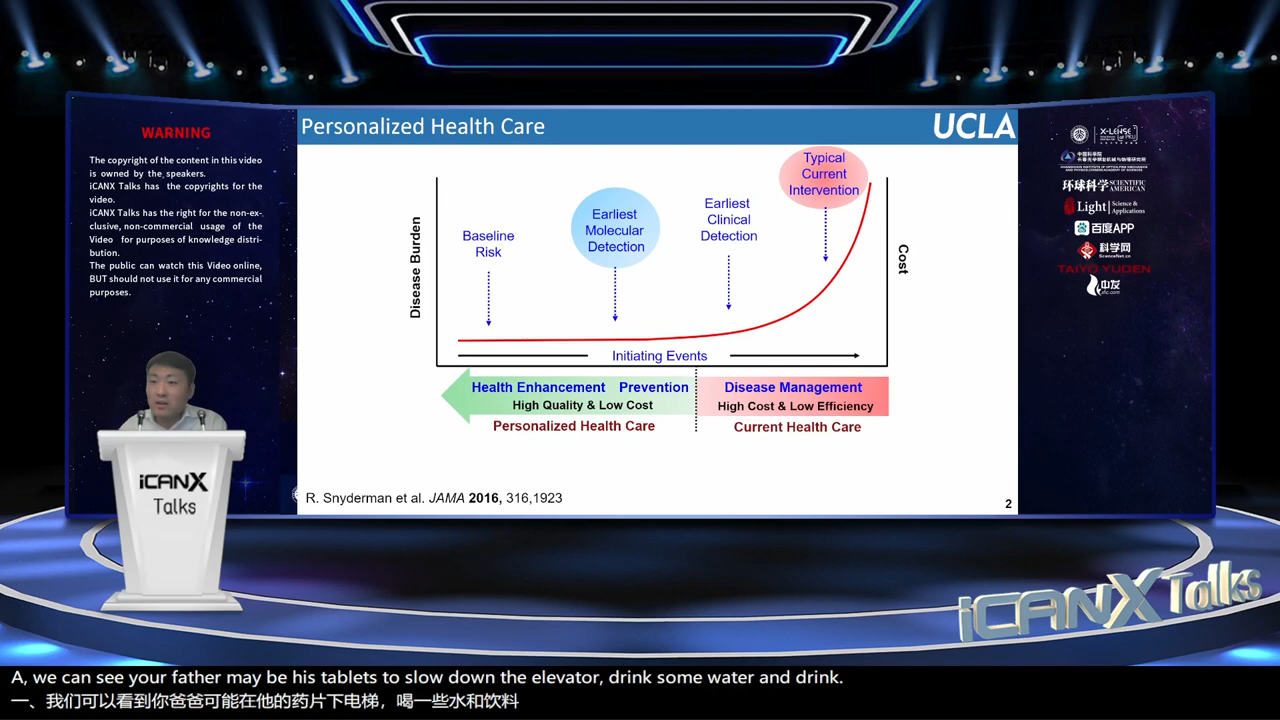 WARNING
The copyright of the content in this video
is owned by the speakers.
iCANX Talks has the copyrights for the
video.
iCANX Talks has the right for the non-ex-
clusive, non-commercial usage of the
Video for purposes of knowledge distri-
bution.
The public can watch this Video online,
BUT should not use it for any commercial
purposes.
Personalized Health Care
UCLA
Typical
Current
Intervention
Earliest
Clinical
Detection
Earliest
Molecular
Detection
Baseline
Risk
Disease Burden
Cost
Initiating Events
Health Enhancement Prevention
Disease Management
High Quality & Low Cost
High Cost & Low Efficiency
Personalized Health Care
Current Health Care
R. Snyderman et al. JAMA 2016, 316,1923
2
X-LENSE
环球科学 SCIENTIFIC AMERICAN
Light Science & Applications
百度APP
科学网
ScienceNet.cn
TAIYO YUDEN
中友
iCANX
Talks
iCANX Talks
A, we can see your father may be his tablets to slow down the elevator, drink some water and drink.
一、我们可以看到你爸爸可能在他的药片下电梯，喝一些水和饮料